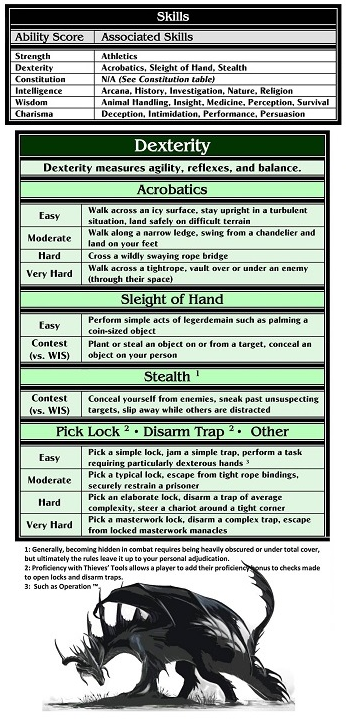 Skills
Ability Score Associated Skills
Strength Athletics
Dexterity Acrobatics, Sleight of Hand, Stealth
Constitution N/A (See Constitution table)
Intelligence Arcana, History, Investigation, Nature, Religion
Wisdom Animal Handling, Insight, Medicine, Perception, Survival
Charisma Deception, Intimidation, Performance, Persuasion
Dexterity
Dexterity measures agility, reflexes, and balance.
Acrobatics
Easy Walk across an icy surface, stay upright in a turbulent
situation, land safely on difficult terrain
Moderate Walk along a narrow ledge, swing from a chandelier and
land on your feet
Hard Cross a wildly swaying rope bridge
Very Hard Walk across a tightrope, vault over or under an enemy
(through their space)
Sleight of Hand
Easy Perform simple acts of legerdemain such as palming a
coin-sized object
Contest
(vs. WIS) Plant or steal an object on or from a target, conceal an
object on your person
Stealth ¹
Contest
(vs. WIS) Conceal yourself from enemies, sneak past unsuspecting
targets, slip away while others are distracted
Pick Lock ² • Disarm Trap ² • Other
Easy Pick a simple lock, jam a simple trap, perform a task
requiring particularly dexterous hands ³
Moderate Pick a typical lock, escape from tight rope bindings,
securely restrain a prisoner
Hard Pick an elaborate lock, disarm a trap of average
complexity, steer a chariot around a tight corner
Very Hard Pick a masterwork lock, disarm a complex trap, escape
from locked masterwork manacles
1: Generally, becoming hidden in combat requires being heavily obscured or under total cover,
but ultimately the rules leave it up to your personal adjudication.
2: Proficiency with Thieves' Tools allows a player to add their proficiency bonus to checks made
to open locks and disarm traps.
3: Such as Operation ™.